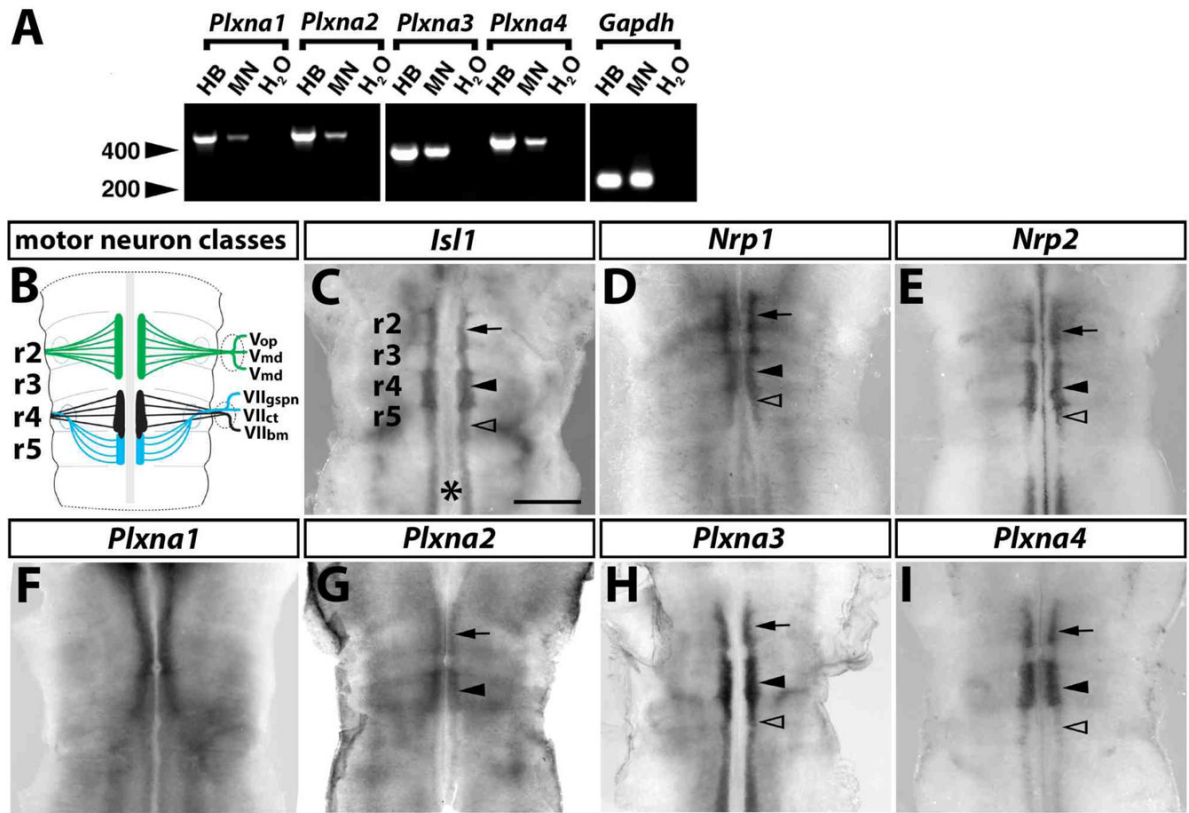 A
Plxna1 Plxna2 Plxna3 Plxna4 Gapdh
HB MN H2O HB MN H2O HB MN H2O HB MN H2O HB MN H2O
400
200
motor neuron classes Isl1 Nrp1 Nrp2
B C D E
r2 Vop
Vmd
r3 Vmd
r4 VIIgspn
VIIct
r5 VIIbm
r2
r3
r4
r5
*
Plxna1 Plxna2 Plxna3 Plxna4
F G H I